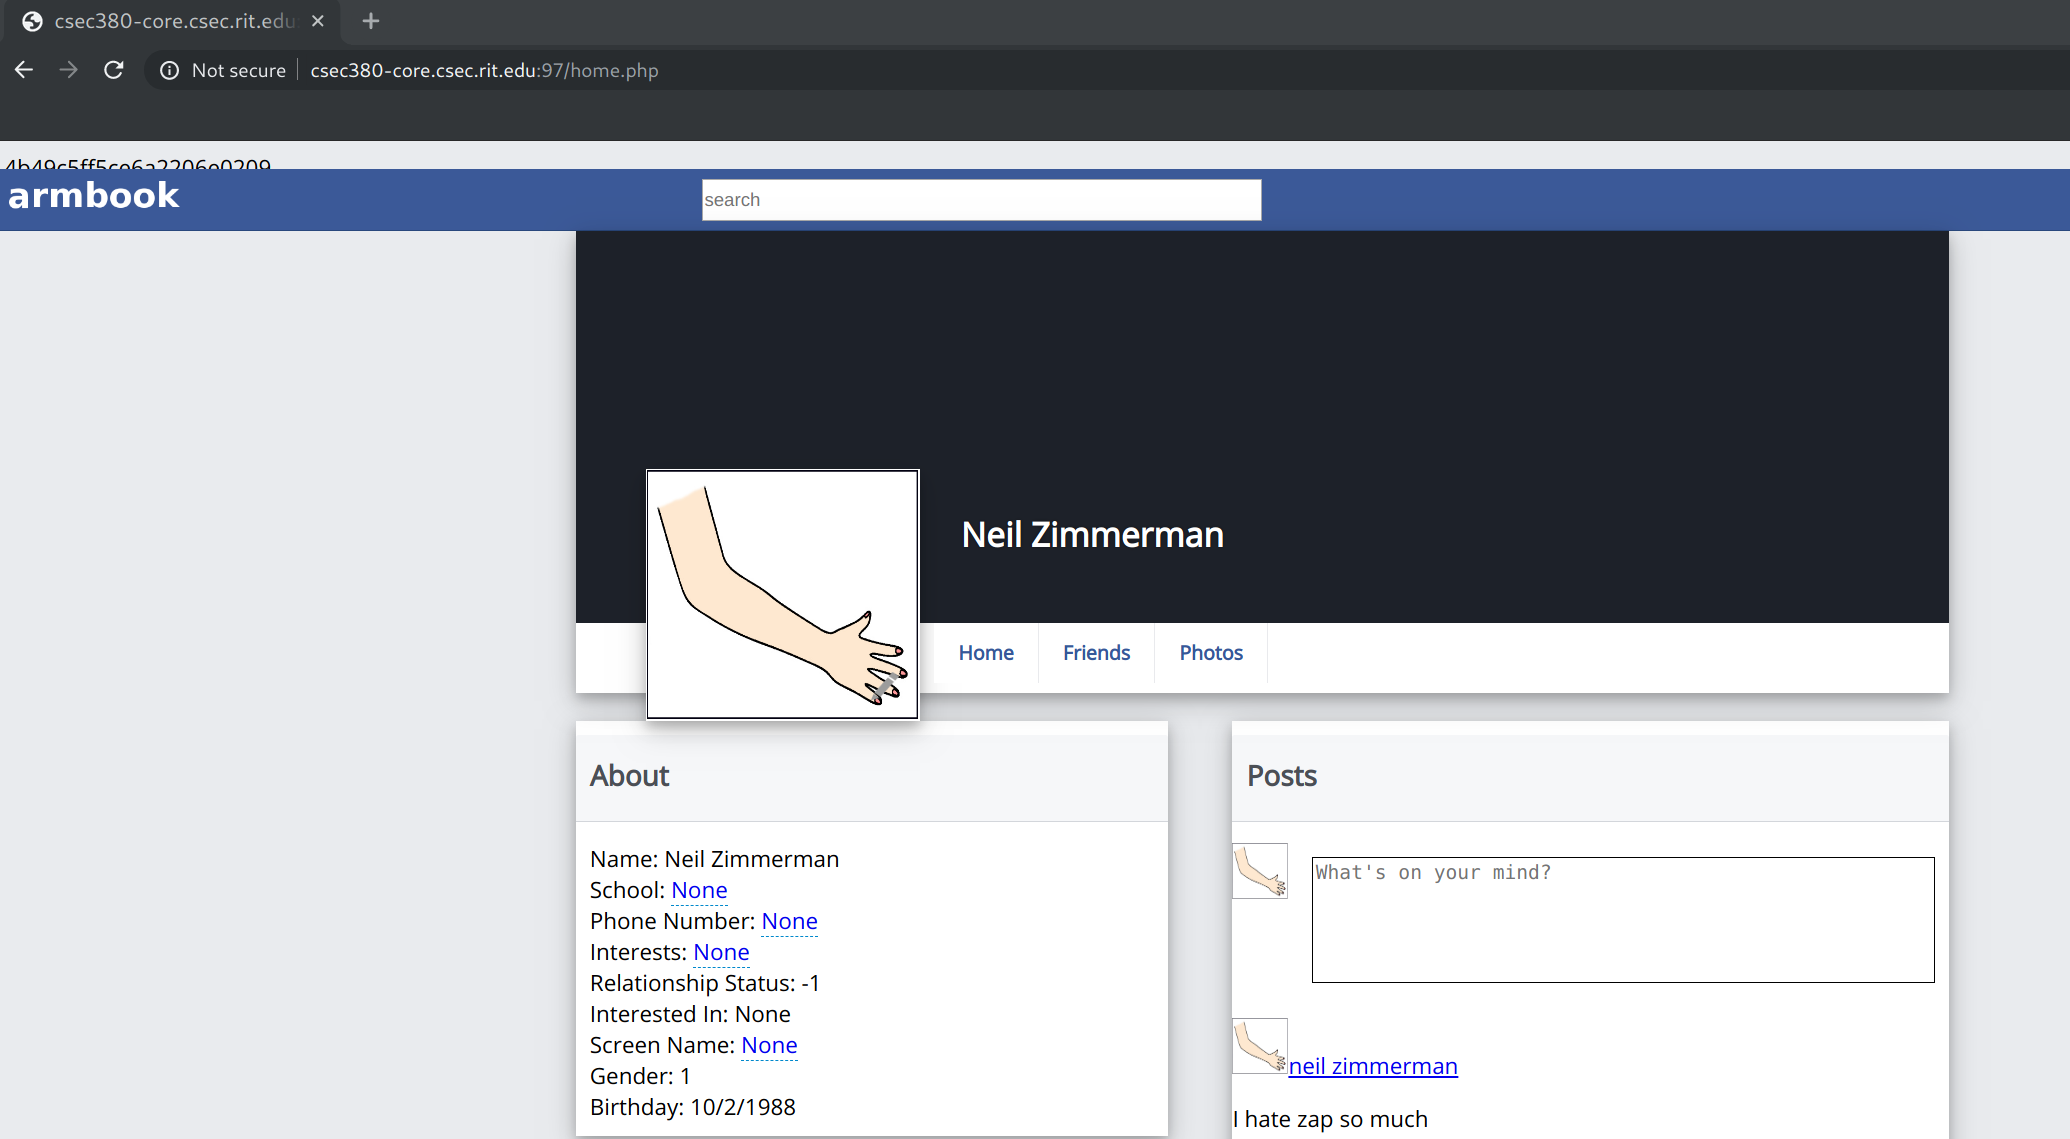 csec380-core.csec.rit.edu:
Not secure csec380-core.csec.rit.edu:97/home.php
4b49c5ff5ce6a2206e0209
armbook
search
Neil Zimmerman
Home Friends Photos
About
Name: Neil Zimmerman
School: None
Phone Number: None
Interests: None
Relationship Status: -1
Interested In: None
Screen Name: None
Gender: 1
Birthday: 10/2/1988
Posts
What's on your mind?
neil zimmerman
I hate zap so much